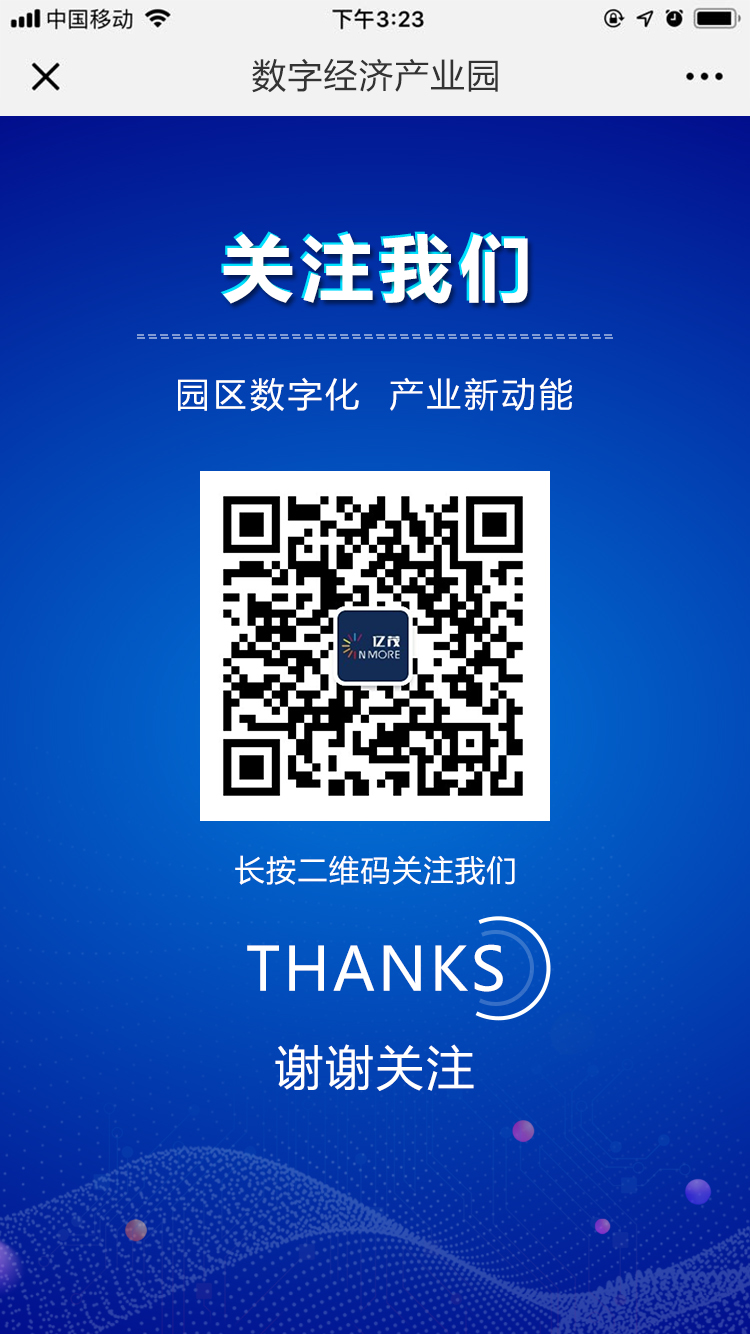 中国移动 下午3:23
数字经济产业园
关注我们
园区数字化 产业新动能
亿茂
INMORE
长按二维码关注我们
THANKS
谢谢关注